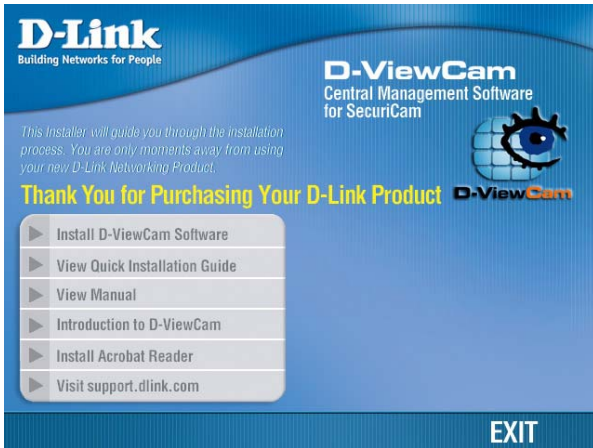 D-Link
Building Networks for People
D-ViewCam
Central Management Software
for SecuriCam
This Installer will guide you through the installation
process. You are only moments away from using
your new D-Link Networking Product.
Thank You for Purchasing Your D-Link Product
D-ViewCam
Install D-ViewCam Software
View Quick Installation Guide
View Manual
Introduction to D-ViewCam
Install Acrobat Reader
Visit support.dlink.com
EXIT